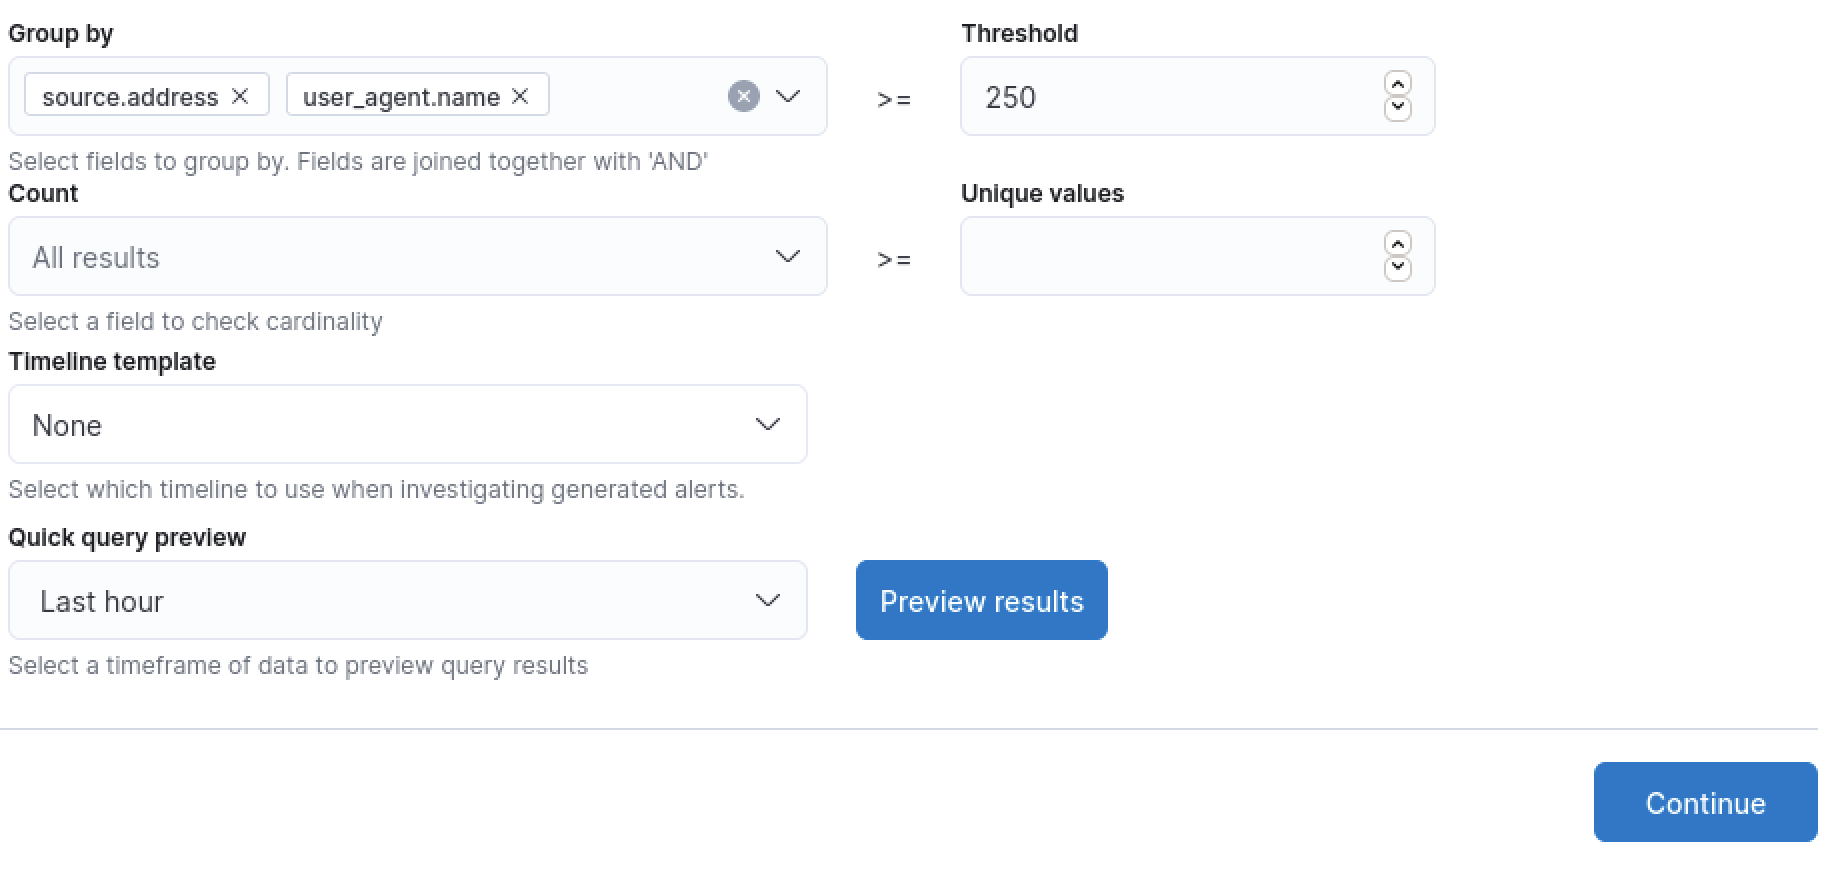 Group by
Threshold
source.address
user_agent.name
>=
250
Select fields to group by. Fields are joined together with 'AND'
Count
Unique values
All results
>=
Select a field to check cardinality
Timeline template
None
Select which timeline to use when investigating generated alerts.
Quick query preview
Last hour
Preview results
Select a timeframe of data to preview query results
Continue